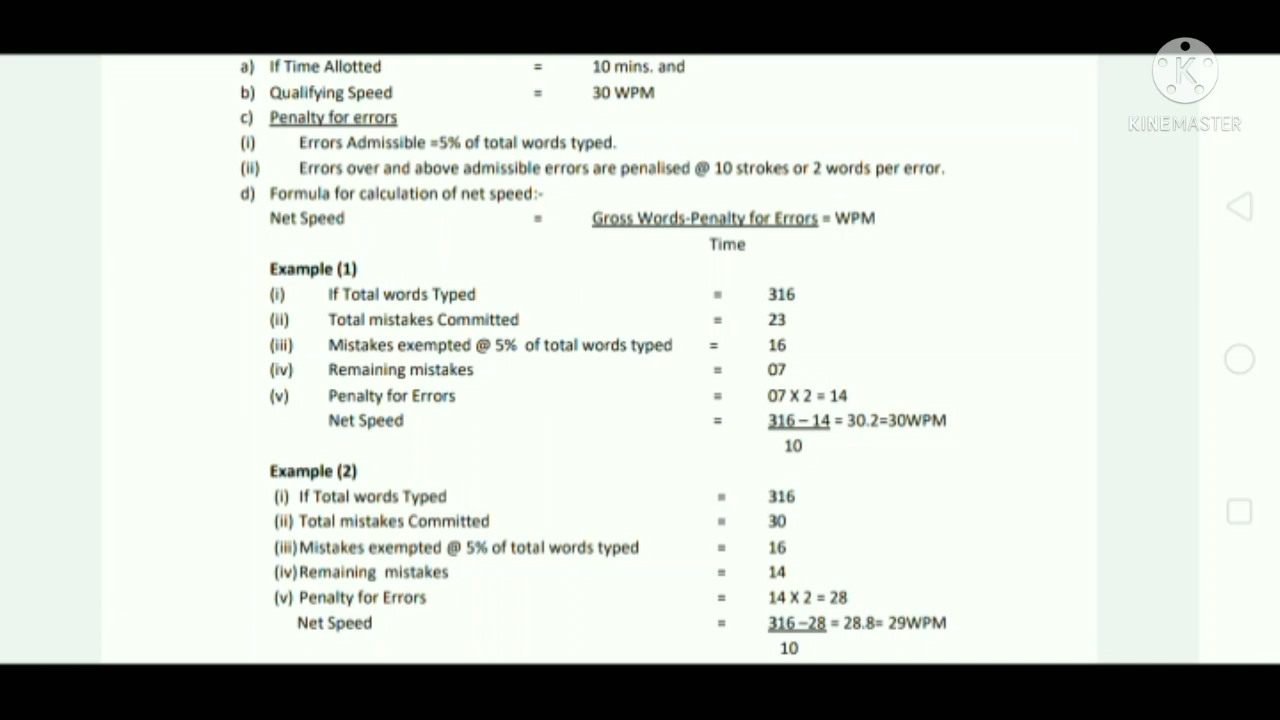 a) If Time Allotted = 10 mins. and
b) Qualifying Speed = 30 WPM
c) Penalty for errors
(i) Errors Admissible =5% of total words typed.
(ii) Errors over and above admissible errors are penalised @ 10 strokes or 2 words per error.
d) Formula for calculation of net speed:-
Net Speed = Gross Words-Penalty for Errors = WPM
Time
Example (1)
(i) If Total words Typed = 316
(ii) Total mistakes Committed = 23
(iii) Mistakes exempted @ 5% of total words typed = 16
(iv) Remaining mistakes = 07
(v) Penalty for Errors = 07 X 2 = 14
Net Speed = 316 – 14 = 30.2=30WPM
10
Example (2)
(i) If Total words Typed = 316
(ii) Total mistakes Committed = 30
(iii) Mistakes exempted @ 5% of total words typed = 16
(iv) Remaining mistakes = 14
(v) Penalty for Errors = 14 X 2 = 28
Net Speed = 316 –28 = 28.8= 29WPM
10
K
KINEMASTER